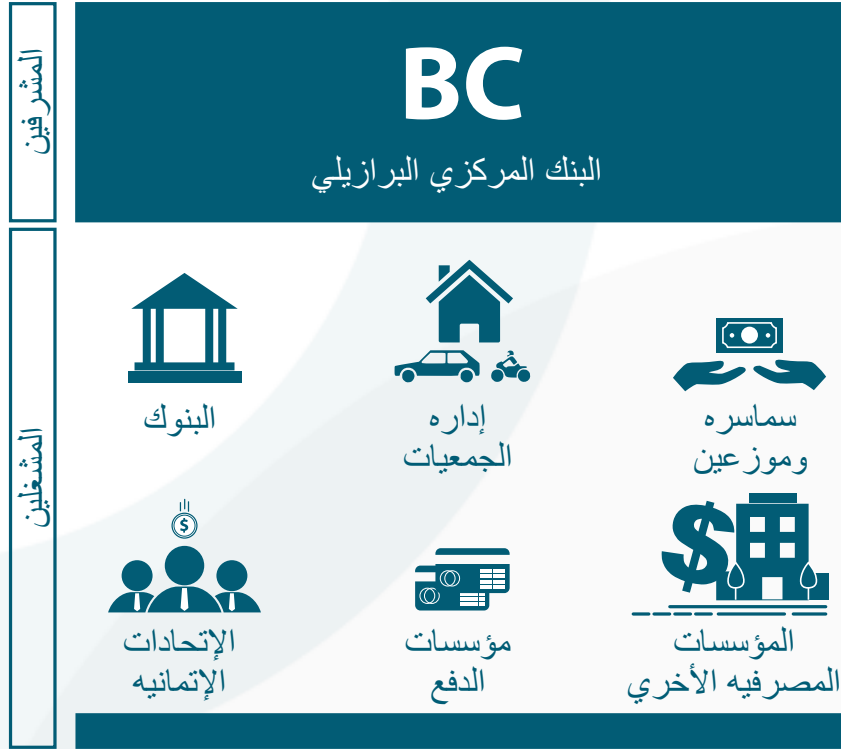 المشرفين
BC
البنك المركزي البرازيلي
المشغلين
سماسره
وموزعين
إداره
الجمعيات
البنوك
المؤسسات
المصرفيه الأخري
مؤسسات
الدفع
الإتحادات
الإتمانيه